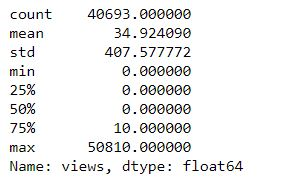 count    40693.000000
mean        34.924090
std        407.577772
min          0.000000
25%          0.000000
50%          0.000000
75%         10.000000
max      50810.000000
Name: views, dtype: float64